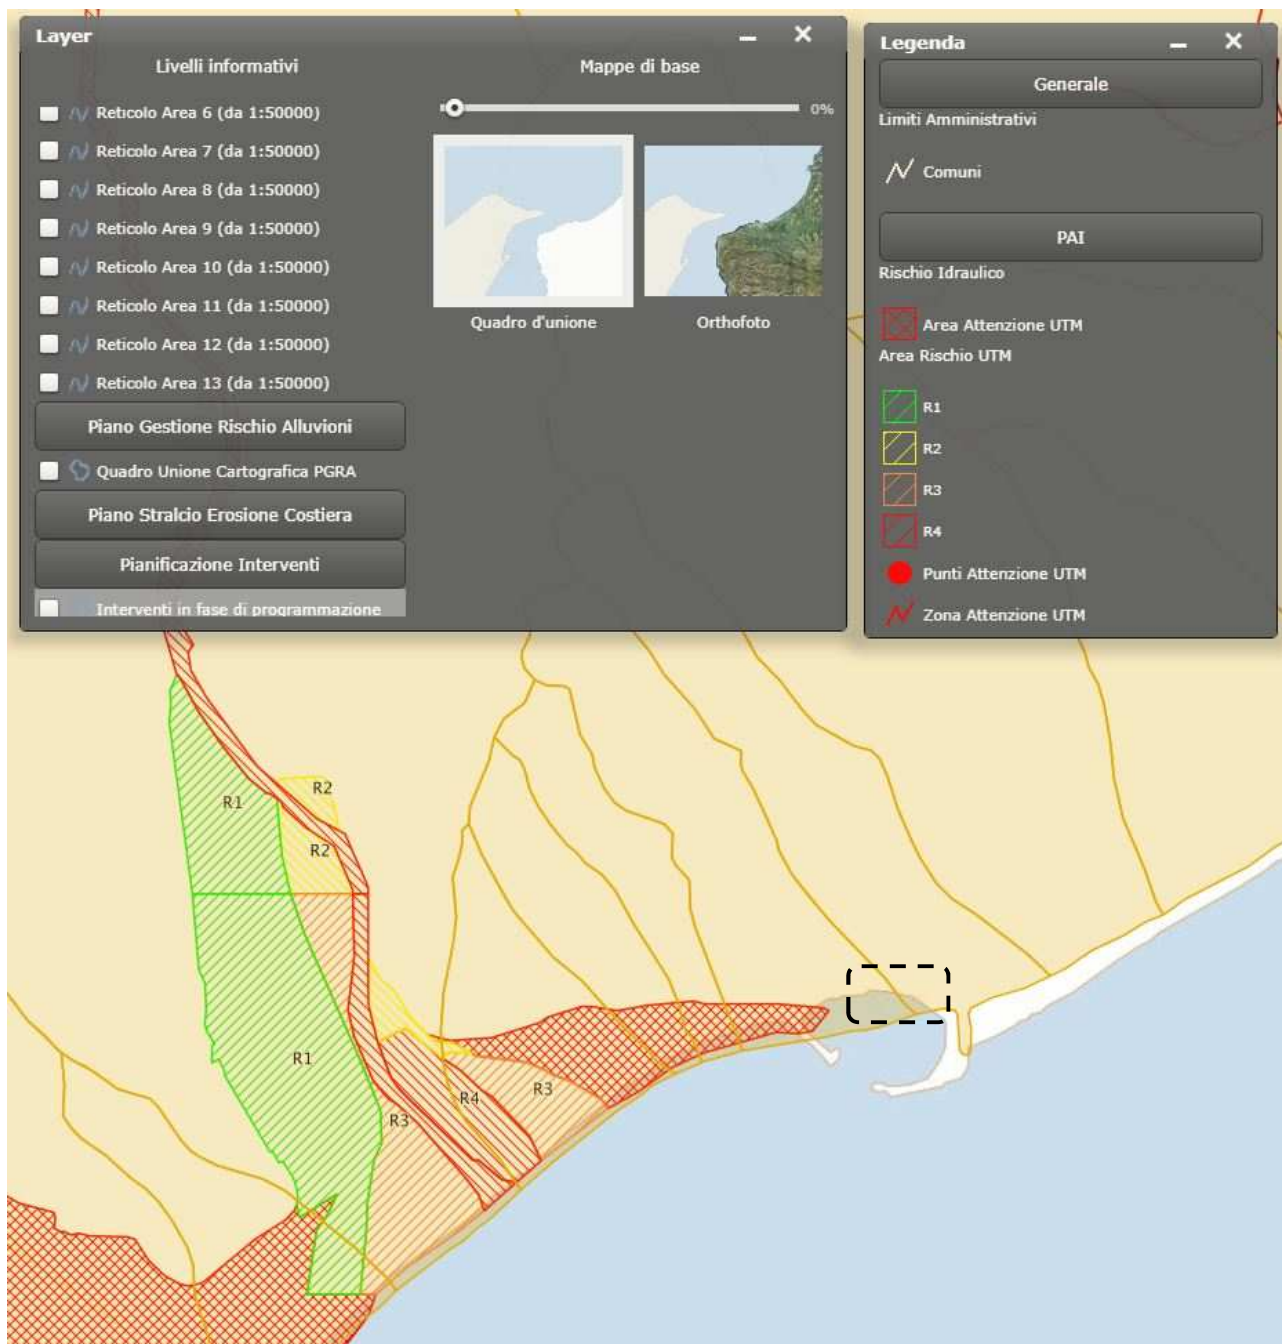 Layer
Livelli informativi
Reticolo Area 6 (da 1:50000)
Reticolo Area 7 (da 1:50000)
Reticolo Area 8 (da 1:50000)
Reticolo Area 9 (da 1:50000)
Reticolo Area 10 (da 1:50000)
Reticolo Area 11 (da 1:50000)
Reticolo Area 12 (da 1:50000)
Reticolo Area 13 (da 1:50000)
Piano Gestione Rischio Alluvioni
Quadro Unione Cartografica PGRA
Piano Stralcio Erosione Costiera
Pianificazione Interventi
Interventi in fase di programmazione
Mappe di base
0%
Quadro d'unione
Orthofoto
Legenda
Generale
Limiti Amministrativi
Comuni
PAI
Rischio Idraulico
Area Attenzione UTM
Area Rischio UTM
R1
R2
R3
R4
Punti Attenzione UTM
Zona Attenzione UTM
R2
R1
R2
R1
R3
R4
R3